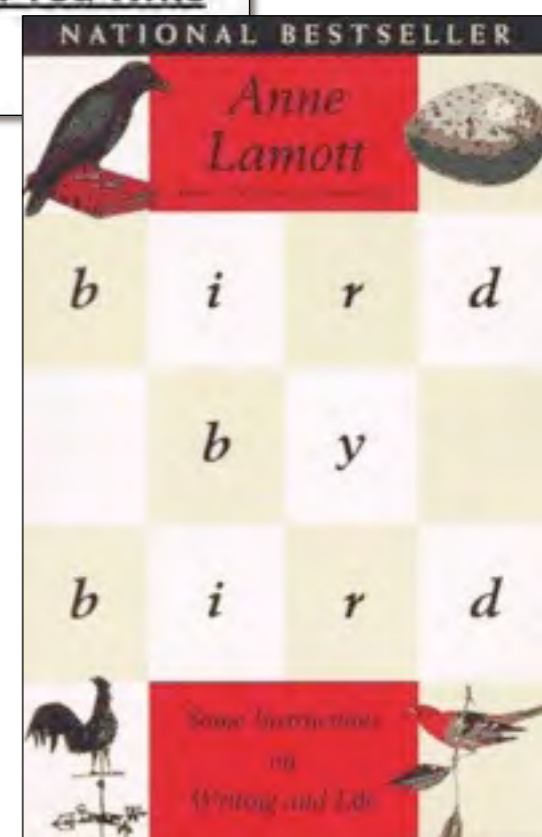 NATIONAL BESTSELLER
Anne
Lamott
b i r d
b y
b i r d
Some Instructions
on
Writing and Life